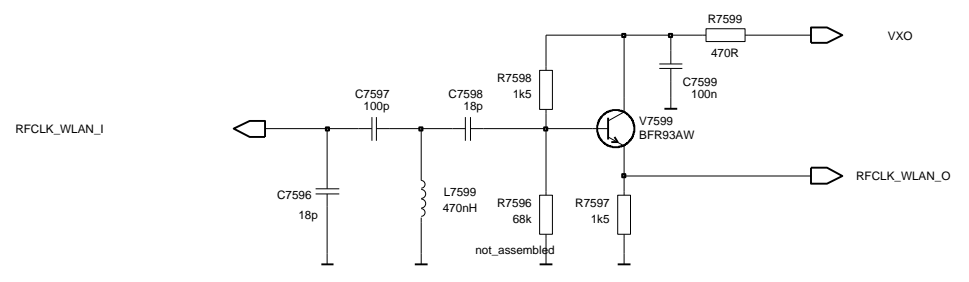 R7599
VXO
470R
R7598
1k5
C7599
100n
C7597
100p
C7598
18p
V7599
BFR93AW
RFCLK_WLAN_I
RFCLK_WLAN_O
C7596
18p
L7599
470nH
R7596
68k
R7597
1k5
not_assembled